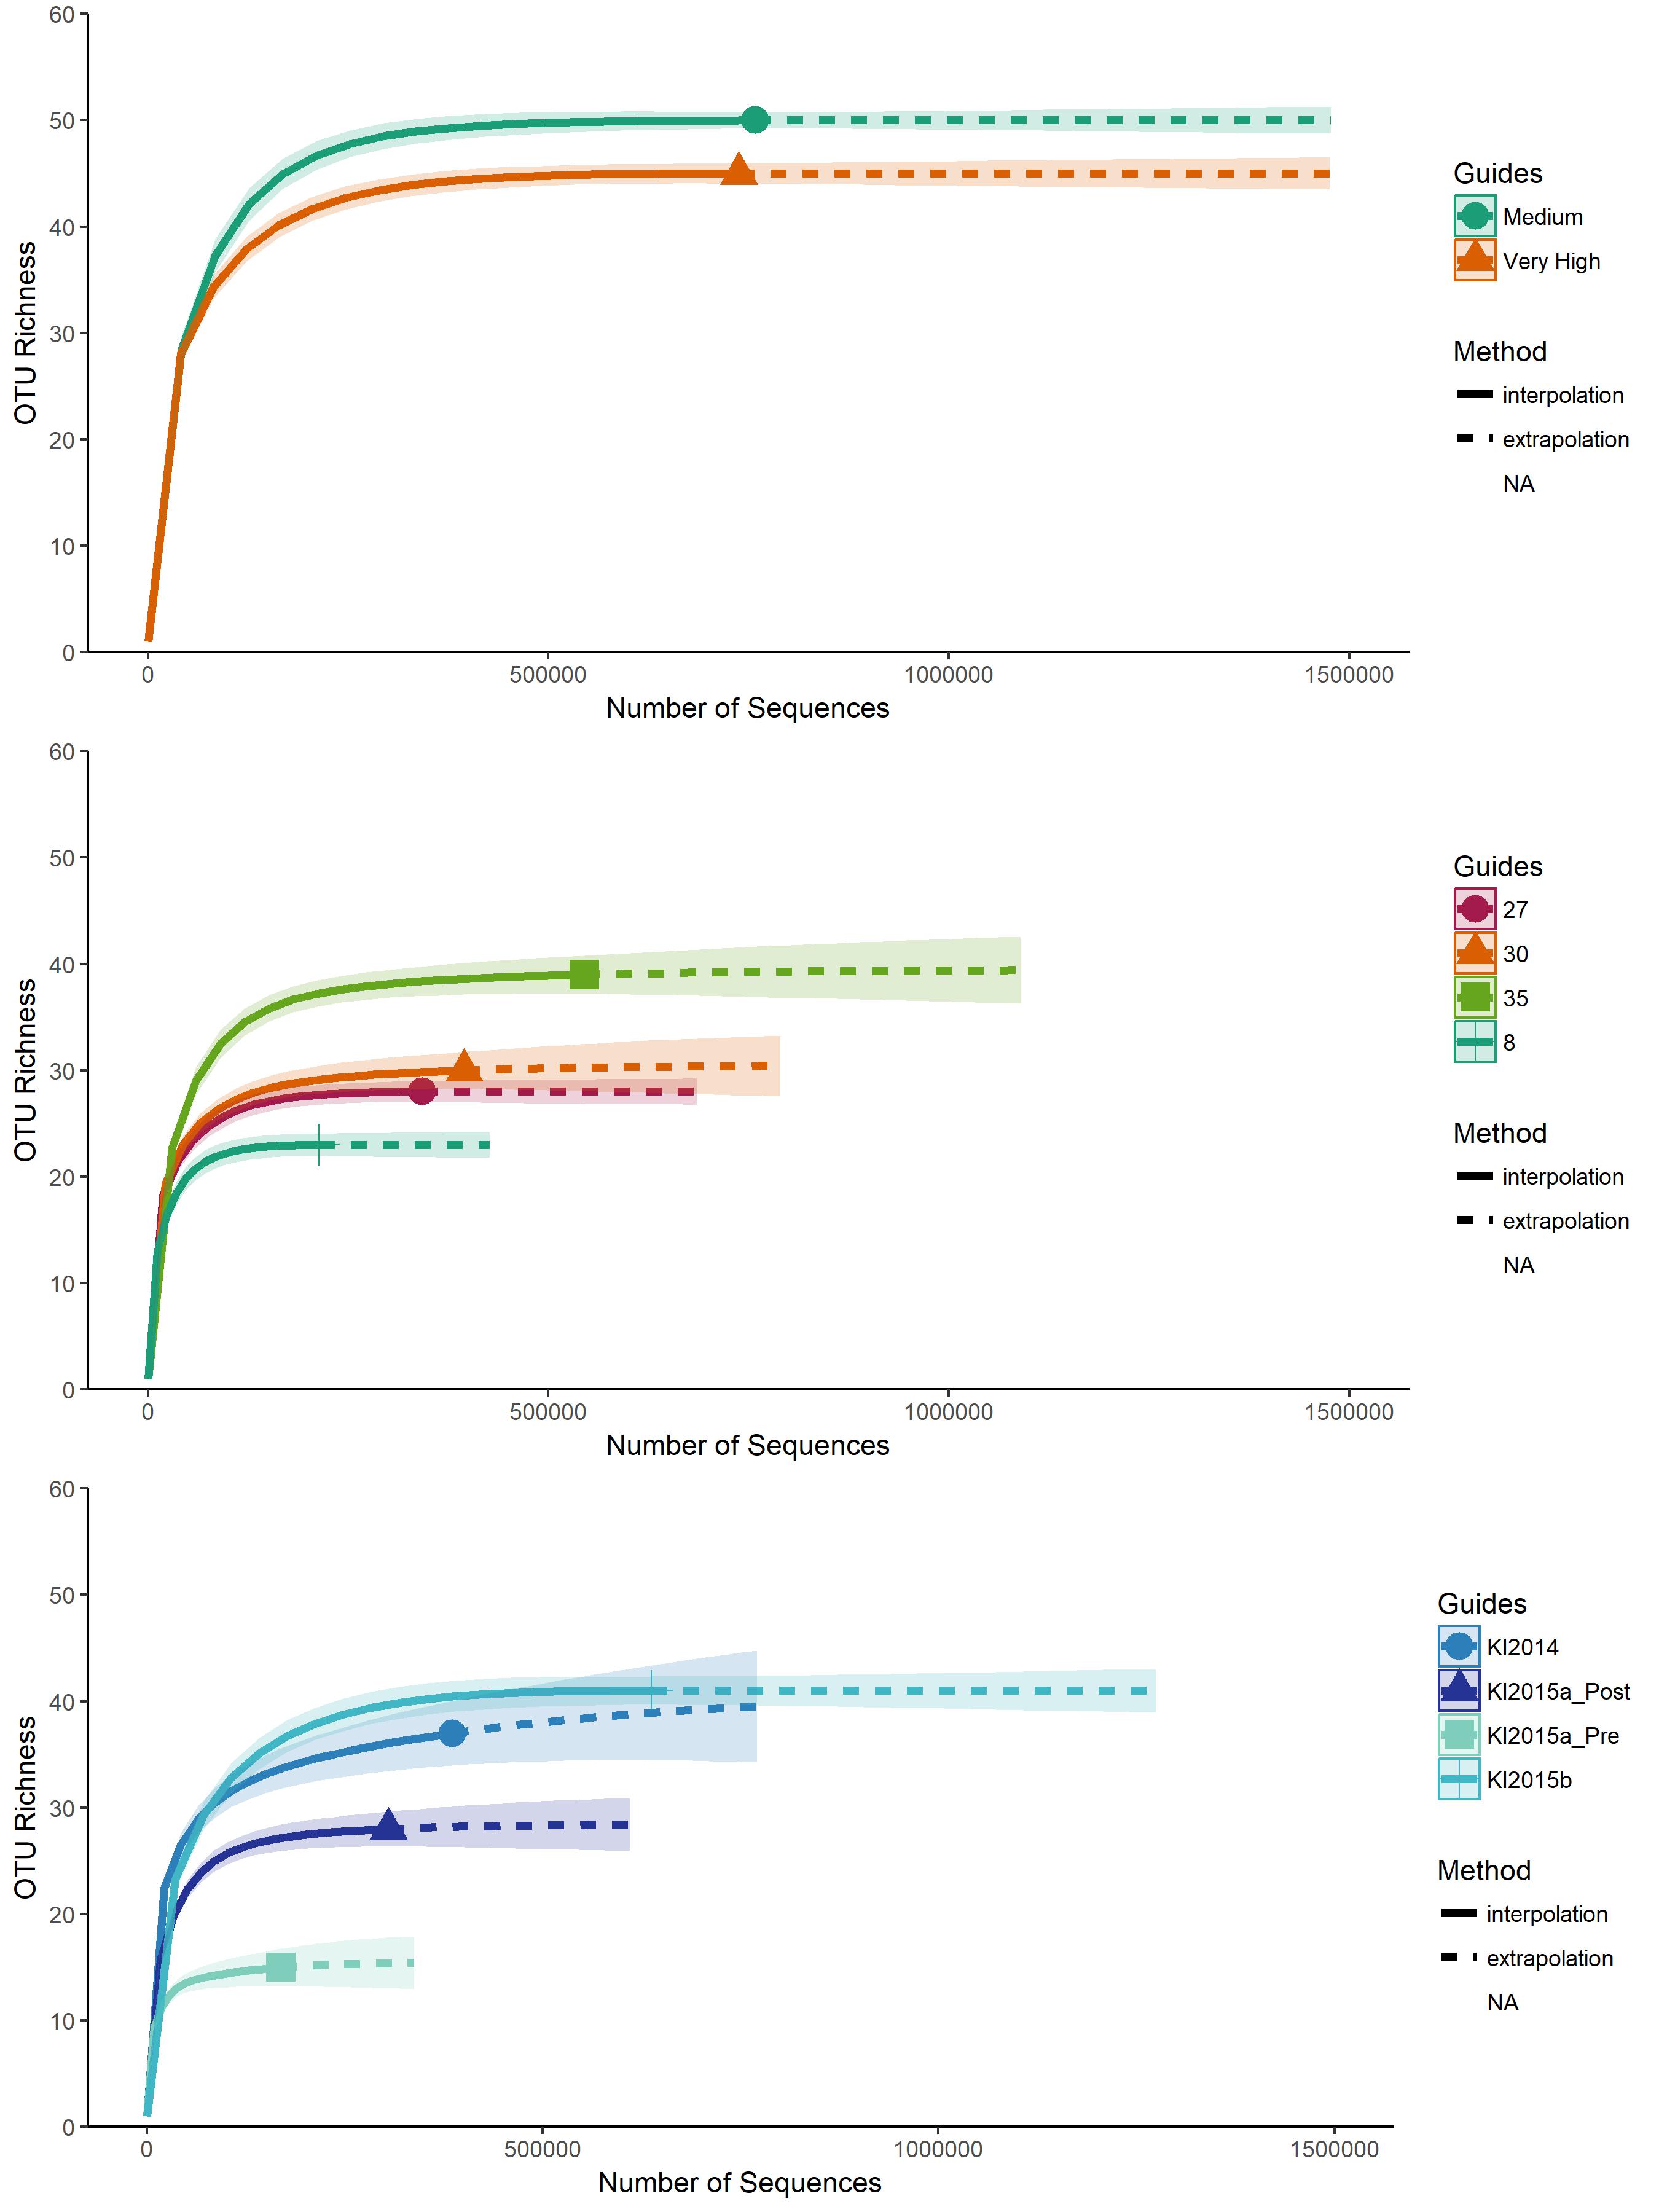 60
50
40
30
20
10
0
OTU Richness
0 500000 1000000 1500000
Number of Sequences
Guides
Medium
Very High
Method
interpolation
extrapolation
NA
60
50
40
30
20
10
0
OTU Richness
0 500000 1000000 1500000
Number of Sequences
Guides
27
30
35
8
Method
interpolation
extrapolation
NA
60
50
40
30
20
10
0
OTU Richness
0 500000 1000000 1500000
Number of Sequences
Guides
KI2014
KI2015a_Post
KI2015a_Pre
KI2015b
Method
interpolation
extrapolation
NA